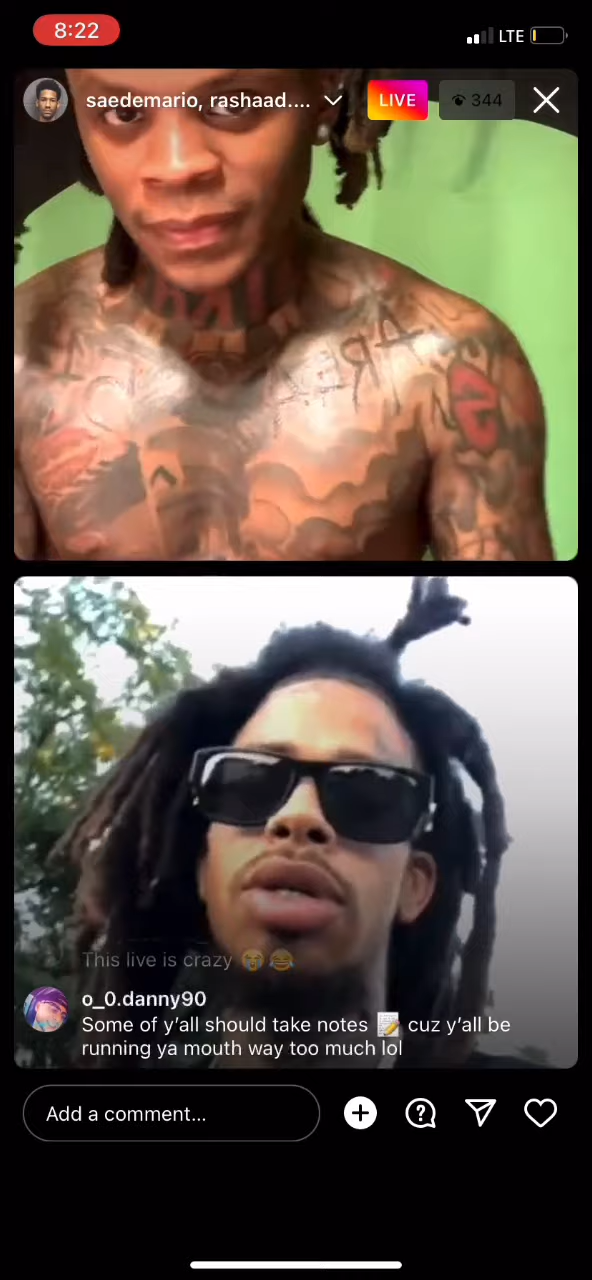 8:22
LTE
saedemario, rashaad....
LIVE
344
This live is crazy 😭😂
o_0.danny90
Some of y’all should take notes 📝 cuz y’all be
running ya mouth way too much lol
Add a comment...